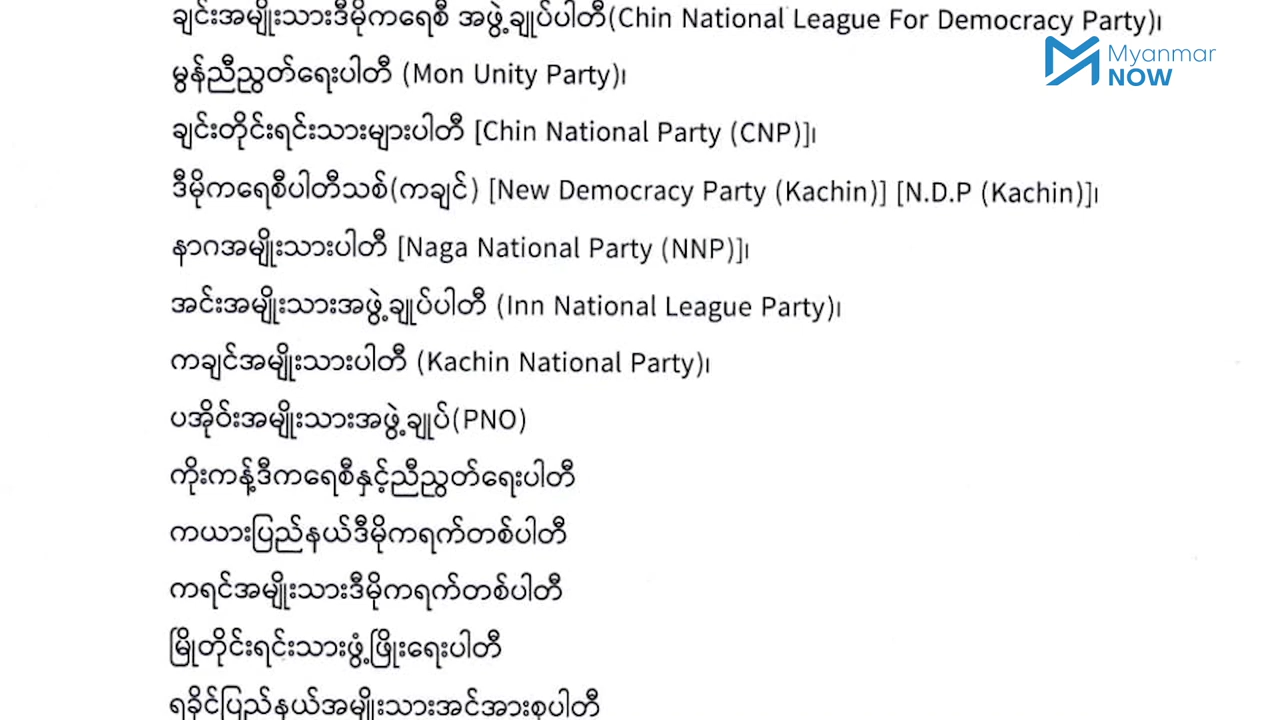 ချင်းအမျိုးသားဒီမိုကရေစီ အဖွဲ့ချုပ်ပါတီ(Chin National League For Democracy Party)၊
Myanmar
NOW
မွန်ညီညွတ်ရေးပါတီ (Mon Unity Party)၊
ချင်းတိုင်းရင်းသားများပါတီ [Chin National Party (CNP)]၊
ဒီမိုကရေစီပါတီသစ်(ကချင်) [New Democracy Party (Kachin)] [N.D.P (Kachin)]၊
နာဂအမျိုးသားပါတီ [Naga National Party (NNP)]၊
အင်းအမျိုးသားအဖွဲ့ချုပ်ပါတီ (Inn National League Party)၊
ကချင်အမျိုးသားပါတီ (Kachin National Party)၊
ပအိုဝ်းအမျိုးသားအဖွဲ့ချုပ်(PNO)
ကိုးကန့်ဒီကရေစီနှင့်ညီညွတ်ရေးပါတီ
ကယားပြည်နယ်ဒီမိုကရက်တစ်ပါတီ
ကရင်အမျိုးသားဒီမိုကရက်တစ်ပါတီ
မြိုတိုင်းရင်းသားဖွံ့ဖြိုးရေးပါတီ
ရခိုင်ပြည်နယ်အမျိုးသားအင်အားစုပါတီ